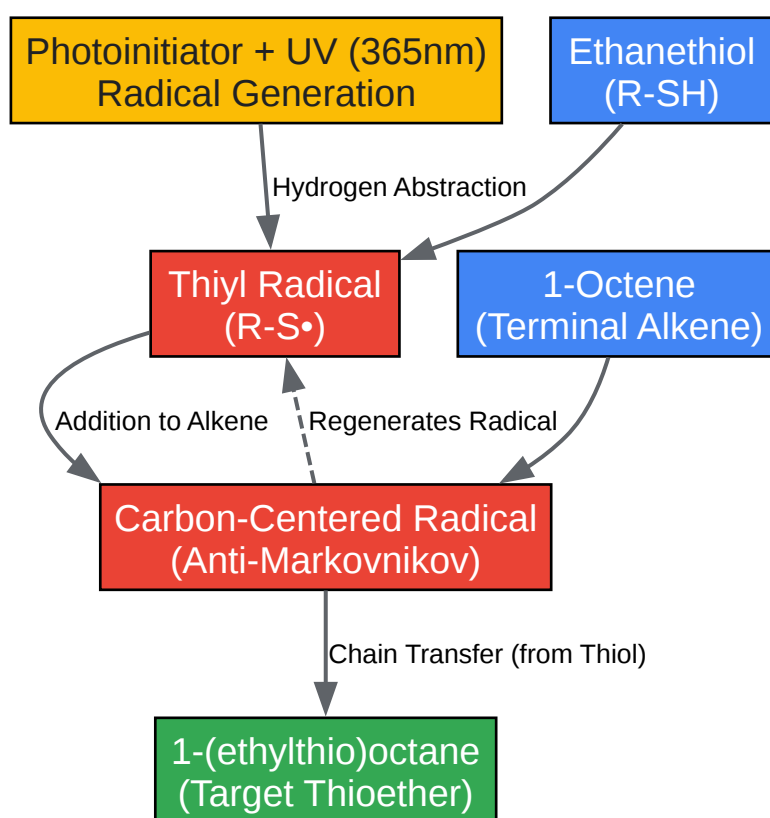 Photoinitiator + UV (365nm)
Radical Generation
Ethanethiol
(R-SH)
Hydrogen Abstraction
Thiyl Radical
(R-S•)
1-Octene
(Terminal Alkene)
Addition to Alkene
Regenerates Radical
Carbon-Centered Radical
(Anti-Markovnikov)
Chain Transfer (from Thiol)
1-(ethylthio)octane
(Target Thioether)